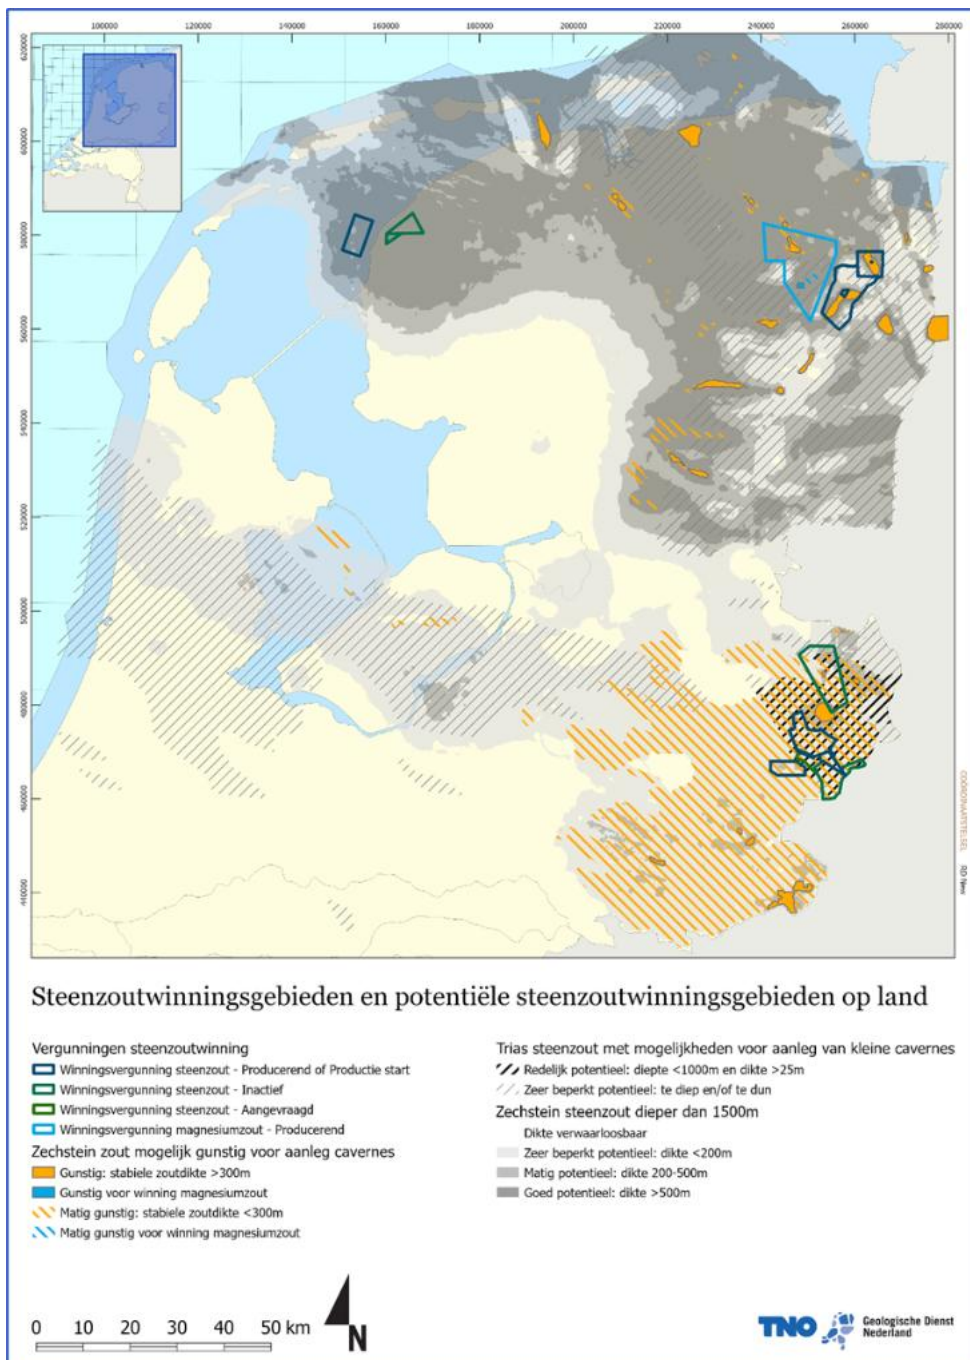 100000 120000 140000 160000 180000 200000 220000 240000 260000 280000
620000
600000
580000
560000
540000
520000
500000
480000
460000
440000
COÖRDINAATSTELSEL RD New
Steenzoutwinningsgebieden en potentiële steenzoutwinningsgebieden op land
Vergunningen steenzoutwinning
Winningsvergunning steenzout - Producerend of Productie start
Winningsvergunning steenzout - Inactief
Winningsvergunning steenzout - Aangevraagd
Winningsvergunning magnesiumzout - Producerend
Zechstein zout mogelijk gunstig voor aanleg cavernes
Gunstig: stabiele zoutdikte >300m
Gunstig voor winning magnesiumzout
Matig gunstig: stabiele zoutdikte <300m
Matig gunstig voor winning magnesiumzout
Trias steenzout met mogelijkheden voor aanleg van kleine cavernes
Redelijk potentieel: diepte <1000m en dikte >25m
Zeer beperkt potentieel: te diep en/of te dun
Zechstein steenzout dieper dan 1500m
Dikte verwaarloosbaar
Zeer beperkt potentieel: dikte <200m
Matig potentieel: dikte 200-500m
Goed potentieel: dikte >500m
0 10 20 30 40 50 km
N
TNO Geologische Dienst
Nederland